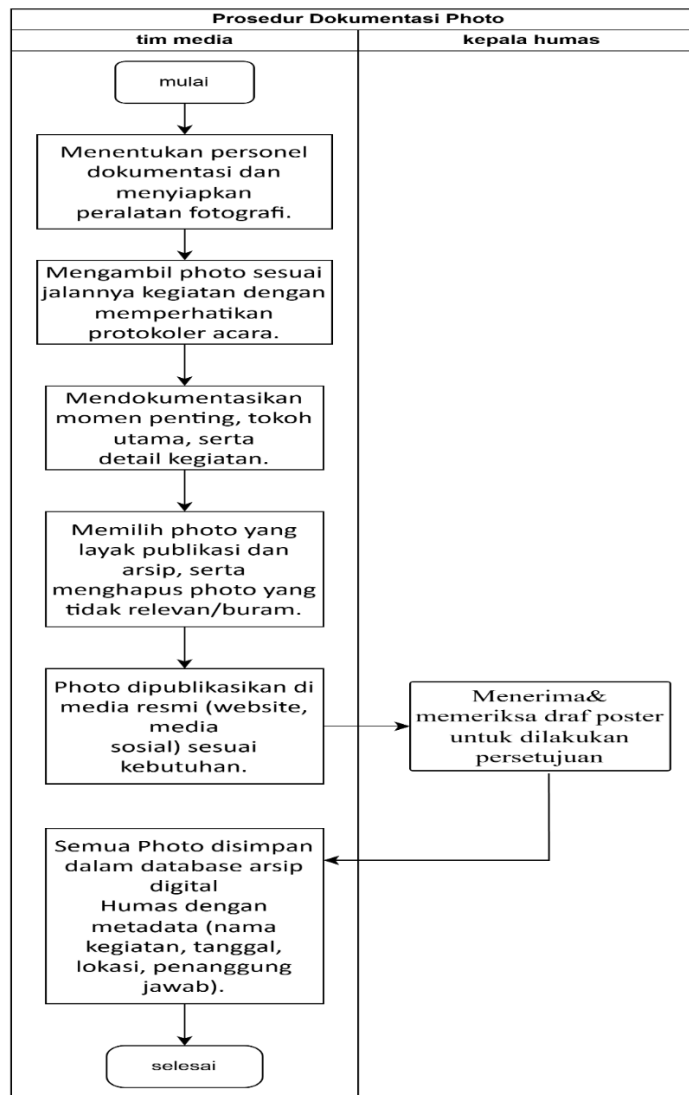 Prosedur Dokumentasi Photo
tim media
kepala humas
mulai
Menentukan personel
dokumentasi dan
menyiapkan
peralatan fotografi.
Mengambil photo sesuai
jalannya kegiatan dengan
memperhatikan
protokoler acara.
Mendokumentasikan
momen penting, tokoh
utama, serta
detail kegiatan.
Memilih photo yang
layak publikasi dan
arsip, serta
menghapus photo yang
tidak relevan/buram.
Photo dipublikasikan di
media resmi (website,
media
sosial) sesuai
kebutuhan.
Menerima&
memeriksa draf poster
untuk dilakukan
persetujuan
Semua Photo disimpan
dalam database arsip
digital
Humas dengan
metadata (nama
kegiatan, tanggal,
lokasi, penanggung
jawab).
selesai